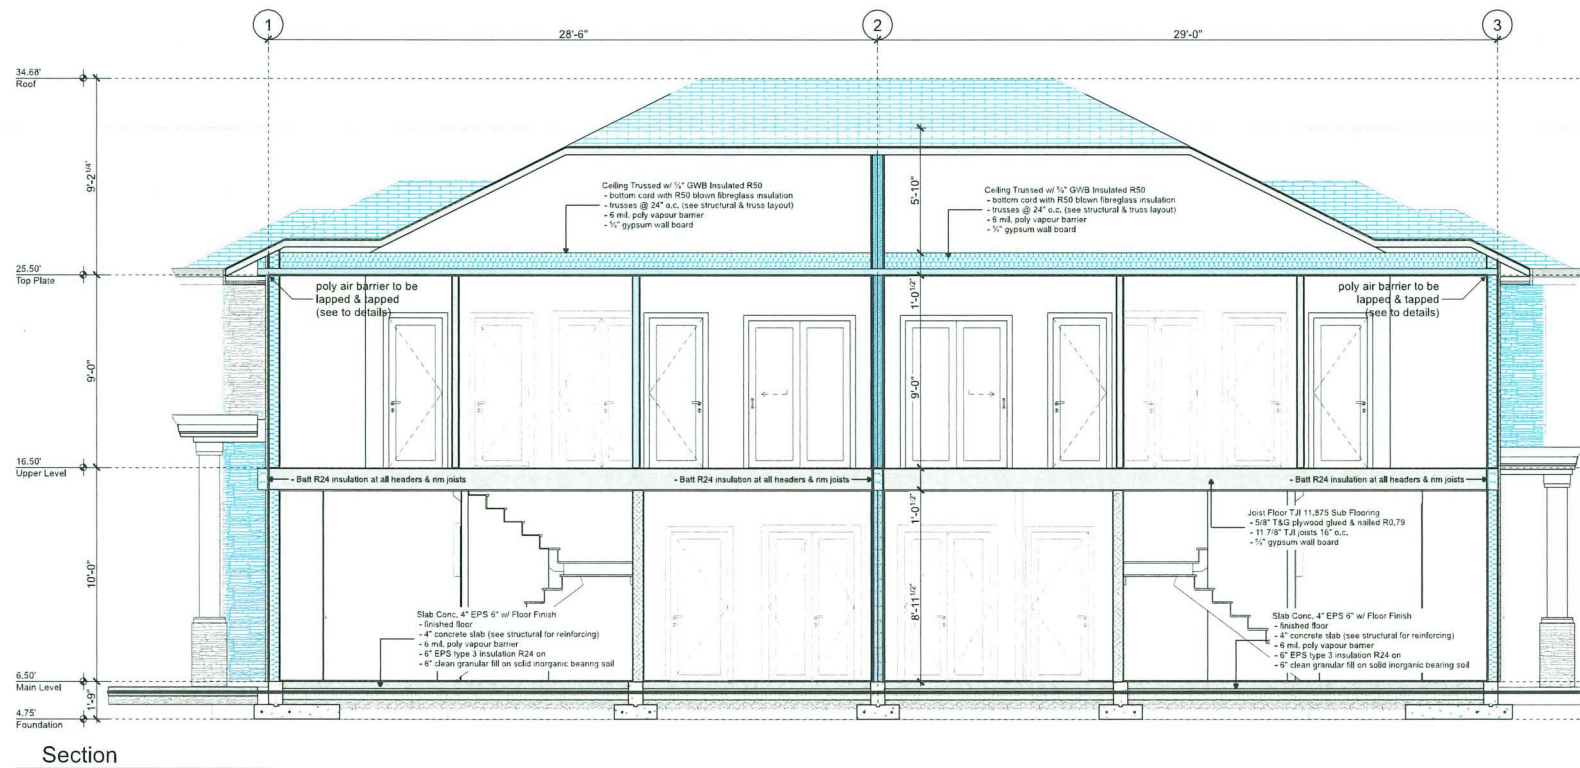 1
2
3
28'-6"
29'-0"
34.68'
Roof
9'-2 1/4"
25.50'
Top Plate
9'-0"
16.50'
Upper Level
10'-0"
6.50'
Main Level
1'-9"
4.75'
Foundation
Ceiling Trussed w/ ⅝" GWB Insulated R50
- bottom cord with R50 blown fibreglass insulation
- trusses @ 24" o.c. (see structural & truss layout)
- 6 mil. poly vapour barrier
- ⅝" gypsum wall board
5'-10"
Ceiling Trussed w/ ⅝" GWB Insulated R50
- bottom cord with R50 blown fibreglass insulation
- trusses @ 24" o.c. (see structural & truss layout)
- 6 mil. poly vapour barrier
- ⅝" gypsum wall board
poly air barrier to be
lapped & tapped
(see to details)
1'-0 1/2"
poly air barrier to be
lapped & tapped
(see to details)
9'-0"
- Batt R24 insulation at all headers & rim joists
- Batt R24 insulation at all headers & rim joists
- Batt R24 insulation at all headers & rim joists
1'-0 1/2"
Joist Floor TJI 11.875 Sub Flooring
- 5/8" T&G plywood glued & nailed R0.79
- 11 7/8" TJI joists 16" o.c.
- ⅝" gypsum wall board
8'-11 1/2"
Slab Conc. 4" EPS 6" w/ Floor Finish
- finished floor
- 4" concrete slab (see structural for reinforcing)
- 6 mil. poly vapour barrier
- 6" EPS type 3 insulation R24 on
- 6" clean granular fill on solid inorganic bearing soil
Slab Conc. 4" EPS 6" w/ Floor Finish
- finished floor
- 4" concrete slab (see structural for reinforcing)
- 6 mil. poly vapour barrier
- 6" EPS type 3 insulation R24 on
- 6" clean granular fill on solid inorganic bearing soil
Section